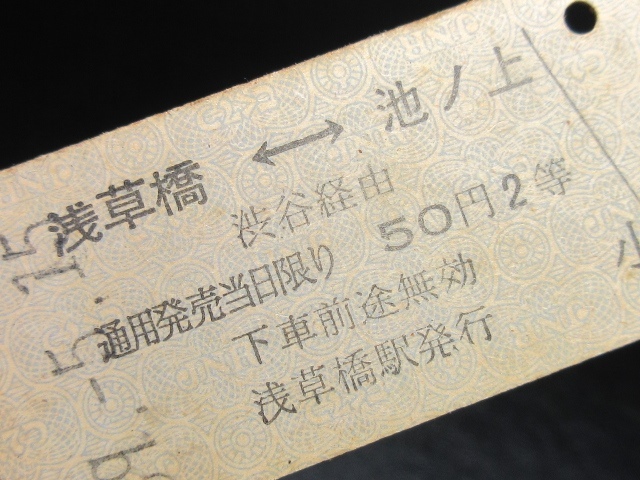 浅草橋 ↔ 池ノ上
渋谷経由
50円 2等
通用発売当日限り
下車前途無効
浅草橋駅発行
小